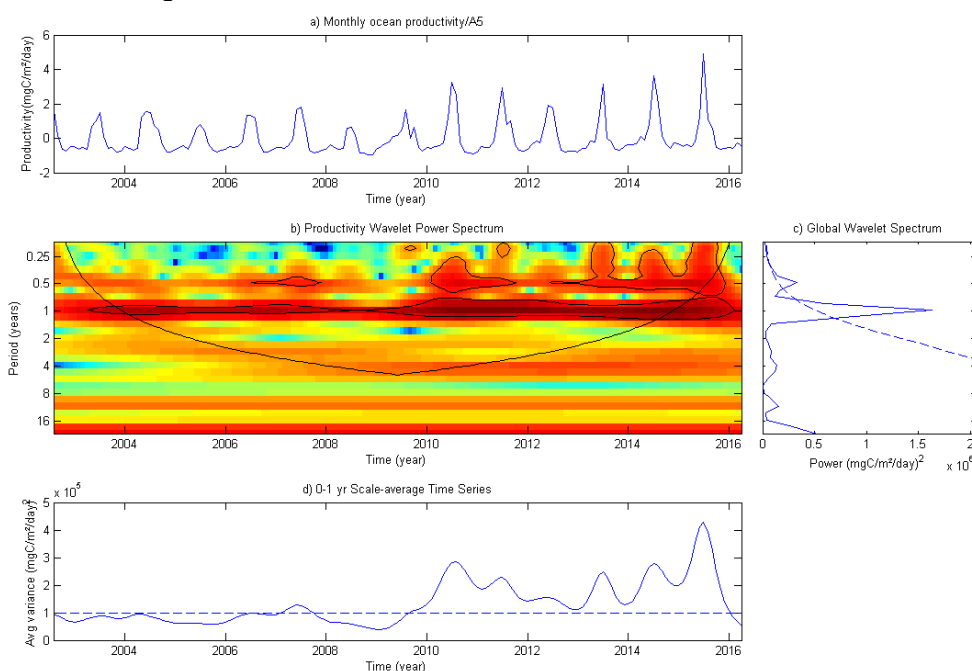 a) Monthly ocean productivity/A5
Productivity(mgC/m²/day)
6
4
2
0
-2
2004 2006 2008 2010 2012 2014 2016
Time (year)
b) Productivity Wavelet Power Spectrum
Period (years)
0.25
0.5
1
2
4
8
16
2004 2006 2008 2010 2012 2014 2016
Time (year)
c) Global Wavelet Spectrum
0 0.5 1 1.5 2
Power (mgC/m²/day)²
x 10⁶
d) 0-1 yr Scale-average Time Series
x 10⁵
Avg variance (mgC/m²/day)²
5
4
3
2
1
0
2004 2006 2008 2010 2012 2014 2016
Time (year)